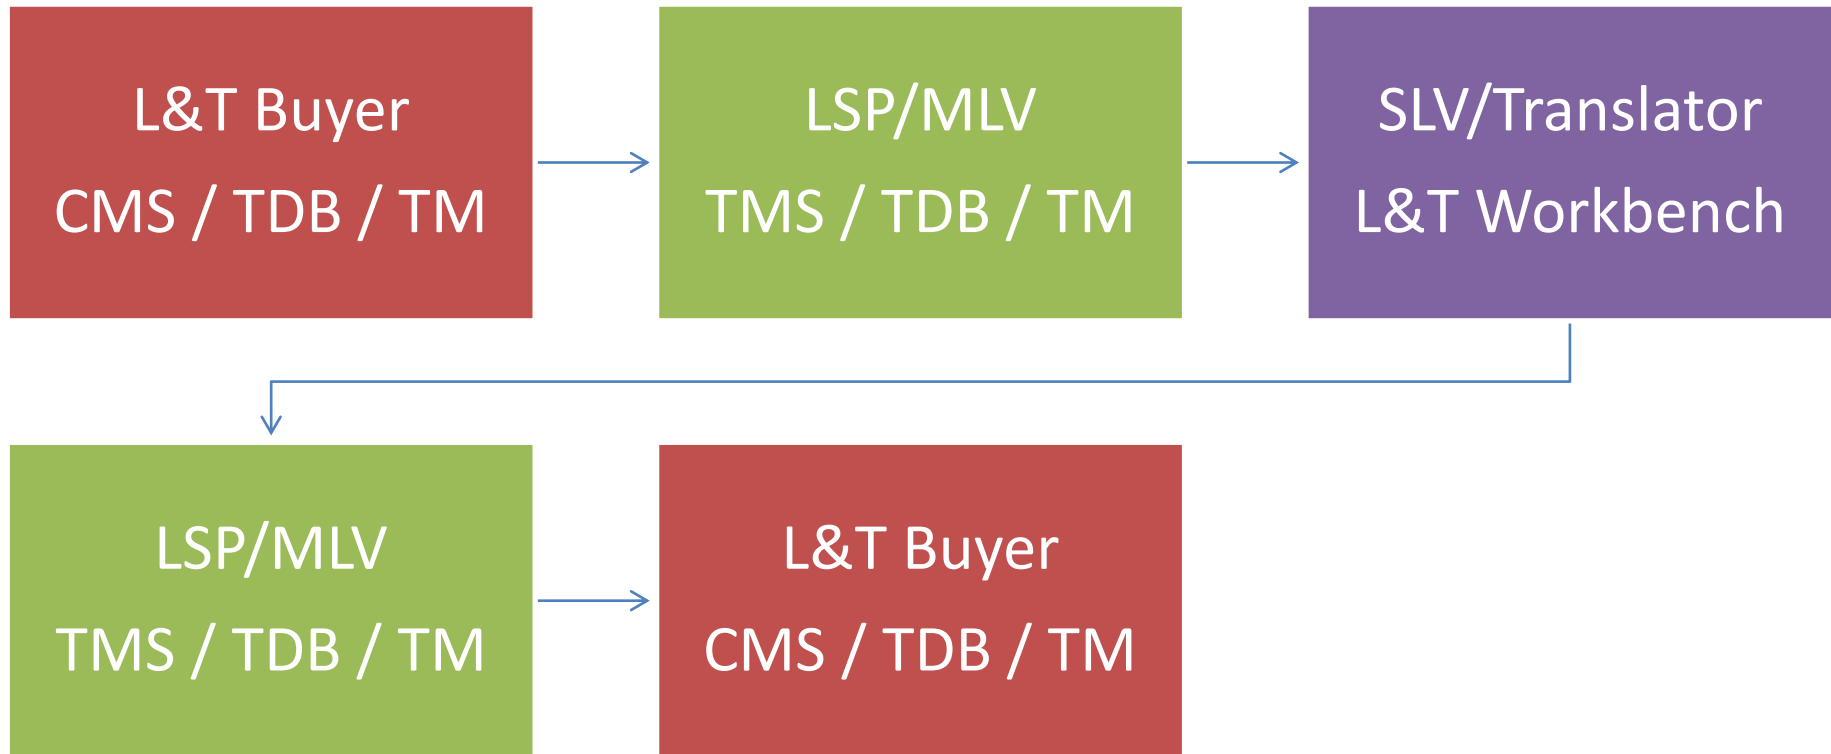 L&T Buyer
CMS / TDB / TM
LSP/MLV
TMS / TDB / TM
SLV/Translator
L&T Workbench
LSP/MLV
TMS / TDB / TM
L&T Buyer
CMS / TDB / TM